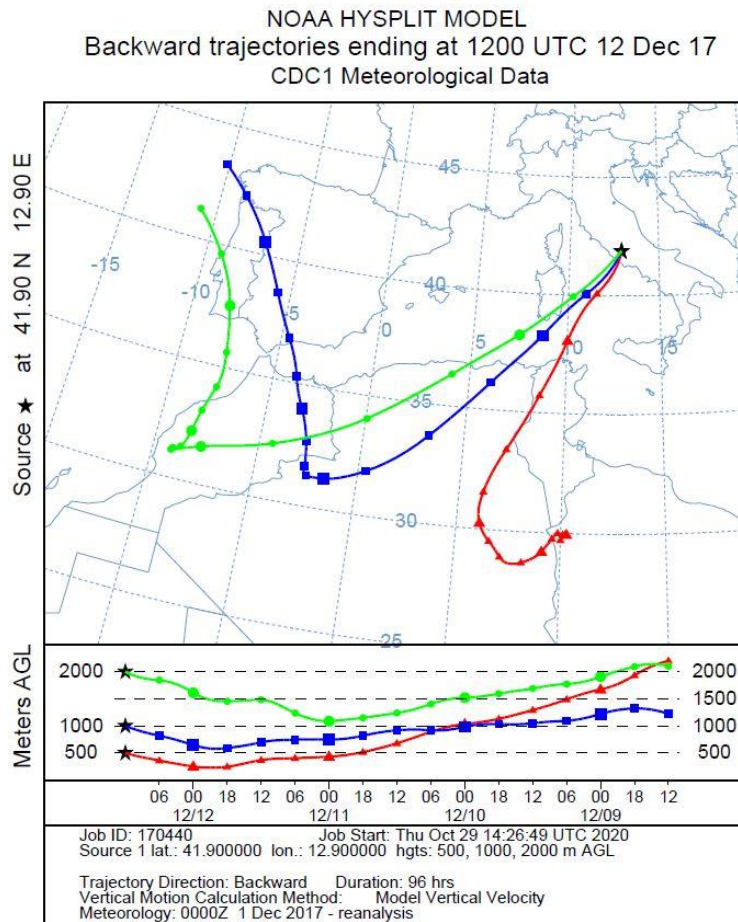 NOAA HYSPLIT MODEL
Backward trajectories ending at 1200 UTC 12 Dec 17
CDC1 Meteorological Data
Source ★ at 41.90 N 12.90 E
45
-15
-10
40
-5
0
5
10
15
35
30
25
Meters AGL
2000 2000
1500
1000 1000
500 500
06 00 18 12 06 00 18 12 06 00 18 12 06 00 18 12
12/12 12/11 12/10 12/09
Job ID: 170440 Job Start: Thu Oct 29 14:26:49 UTC 2020
Source 1 lat.: 41.900000 lon.: 12.900000 hgts: 500, 1000, 2000 m AGL
Trajectory Direction: Backward Duration: 96 hrs
Vertical Motion Calculation Method: Model Vertical Velocity
Meteorology: 0000Z 1 Dec 2017 - reanalysis